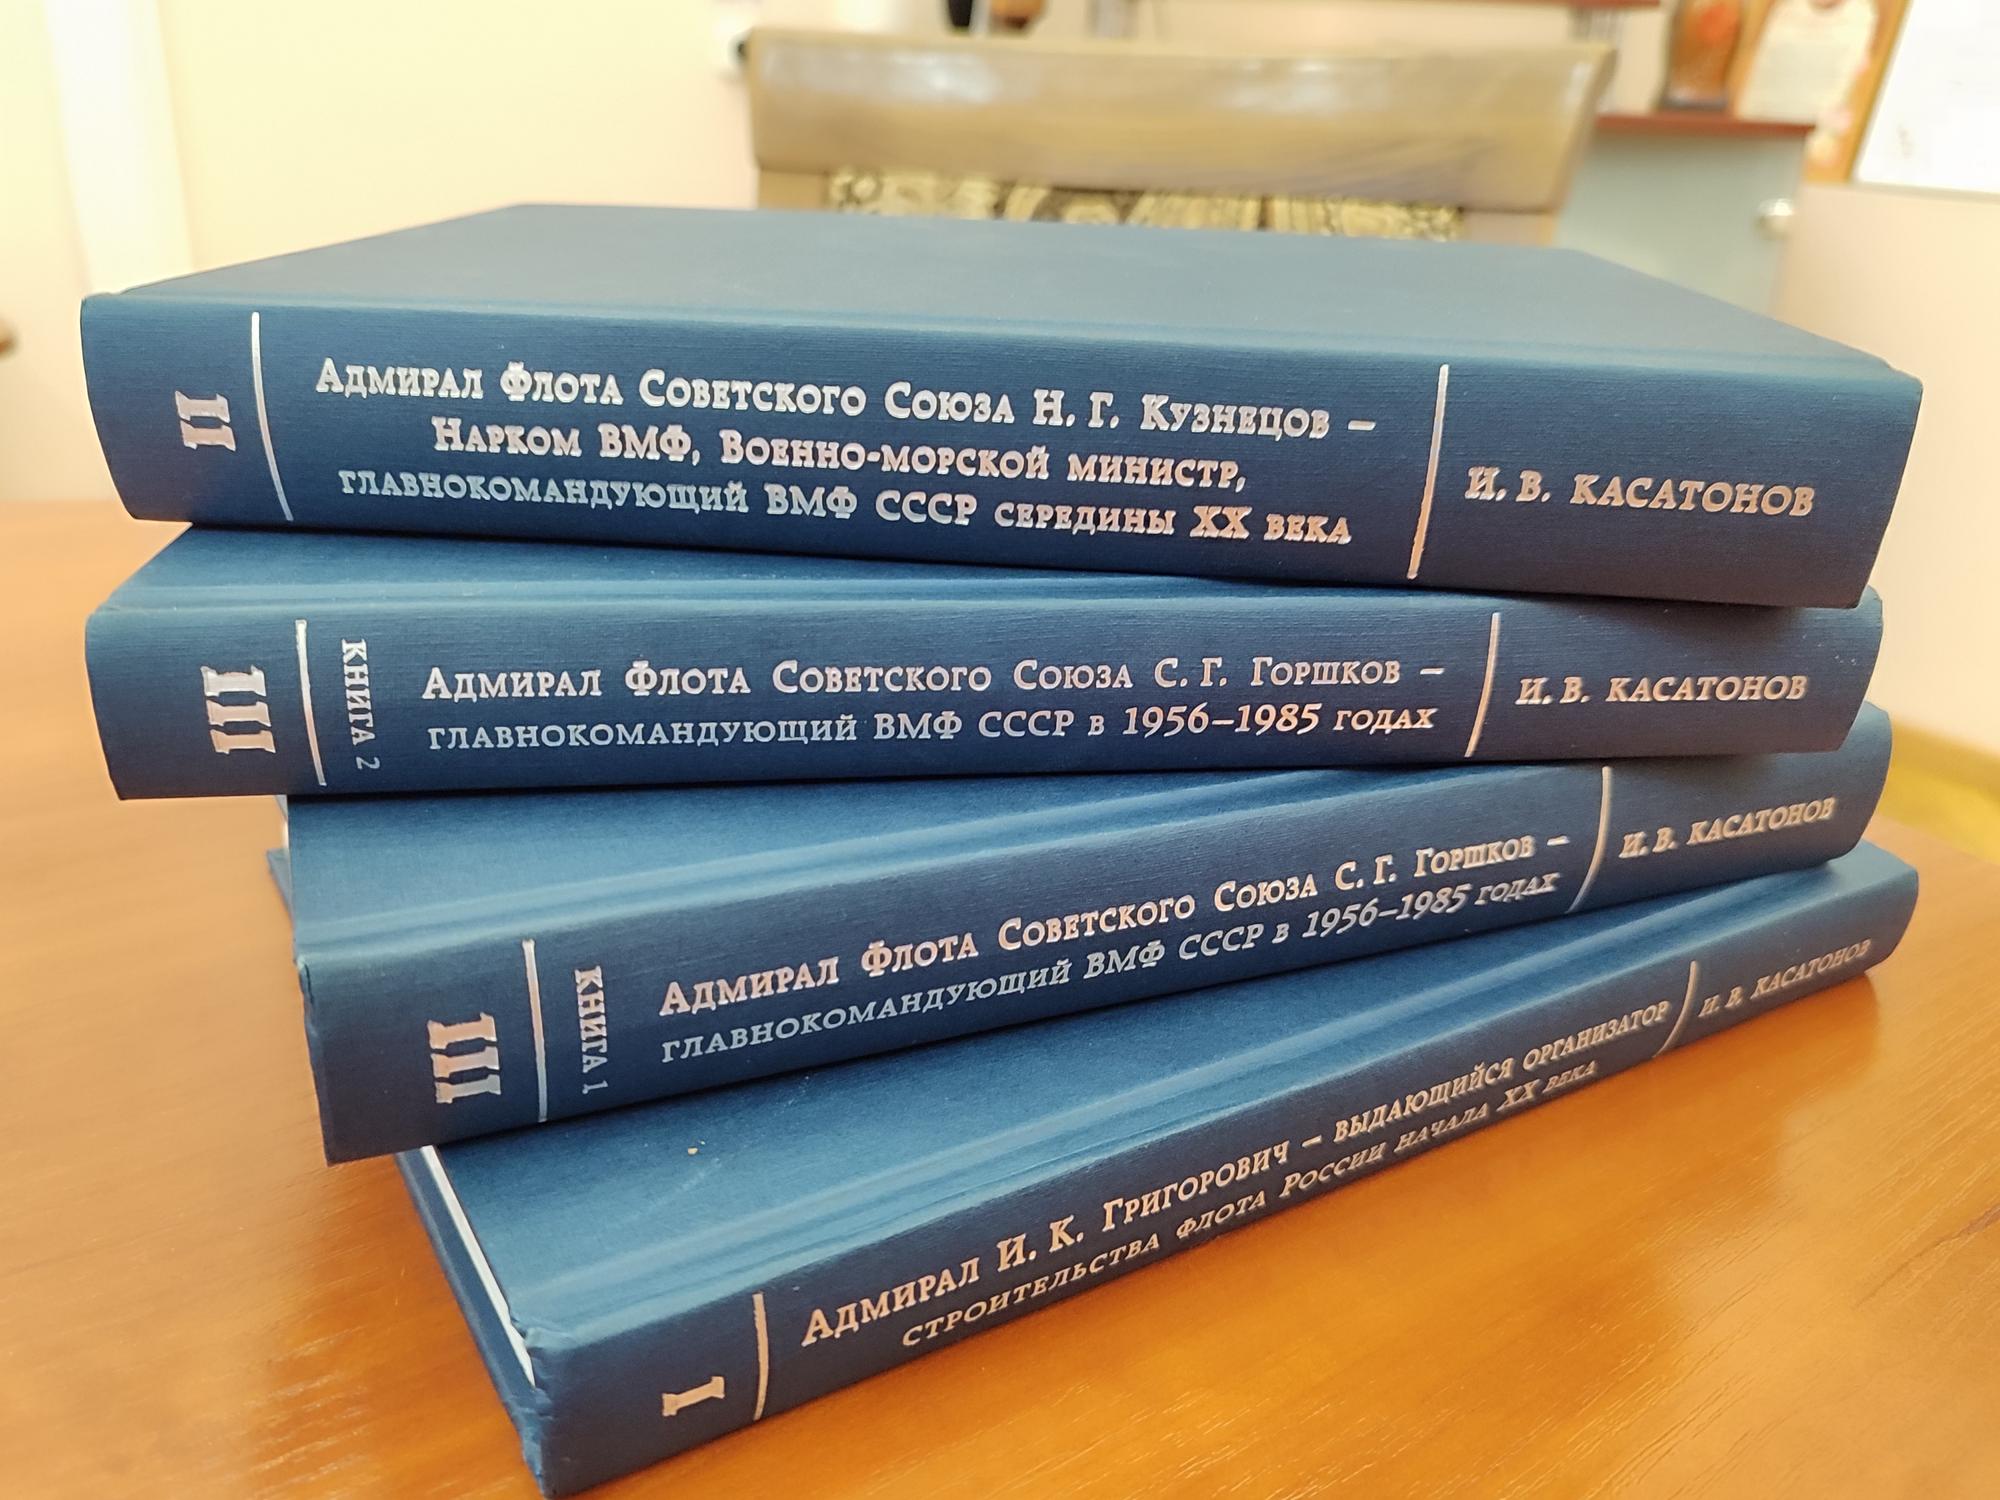 II
Адмирал Флота Советского Союза Н. Г. Кузнецов –
Нарком ВМФ, Военно-морской министр,
главнокомандующий ВМФ СССР середины XX века
И. В. КАСАТОНОВ
III
КНИГА 2
Адмирал Флота Советского Союза С. Г. Горшков –
главнокомандующий ВМФ СССР в 1956–1985 годах
И. В. КАСАТОНОВ
III
КНИГА 1
Адмирал Флота Советского Союза С. Г. Горшков –
главнокомандующий ВМФ СССР в 1956–1985 годах
И. В. КАСАТОНОВ
I
Адмирал И. К. Григорович – выдающийся организатор
строительства флота России начала XX века
И. В. КАСАТОНОВ